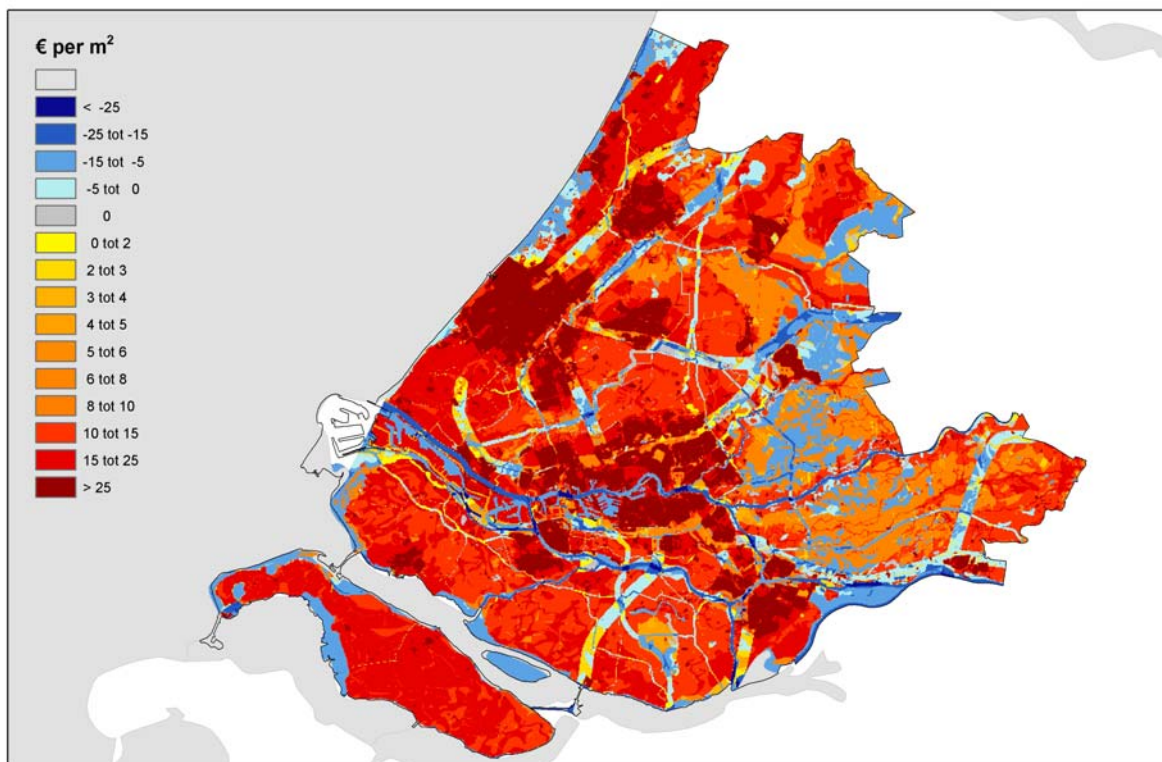 € per m²
< -25
-25 tot -15
-15 tot -5
-5 tot 0
0
0 tot 2
2 tot 3
3 tot 4
4 tot 5
5 tot 6
6 tot 8
8 tot 10
10 tot 15
15 tot 25
> 25